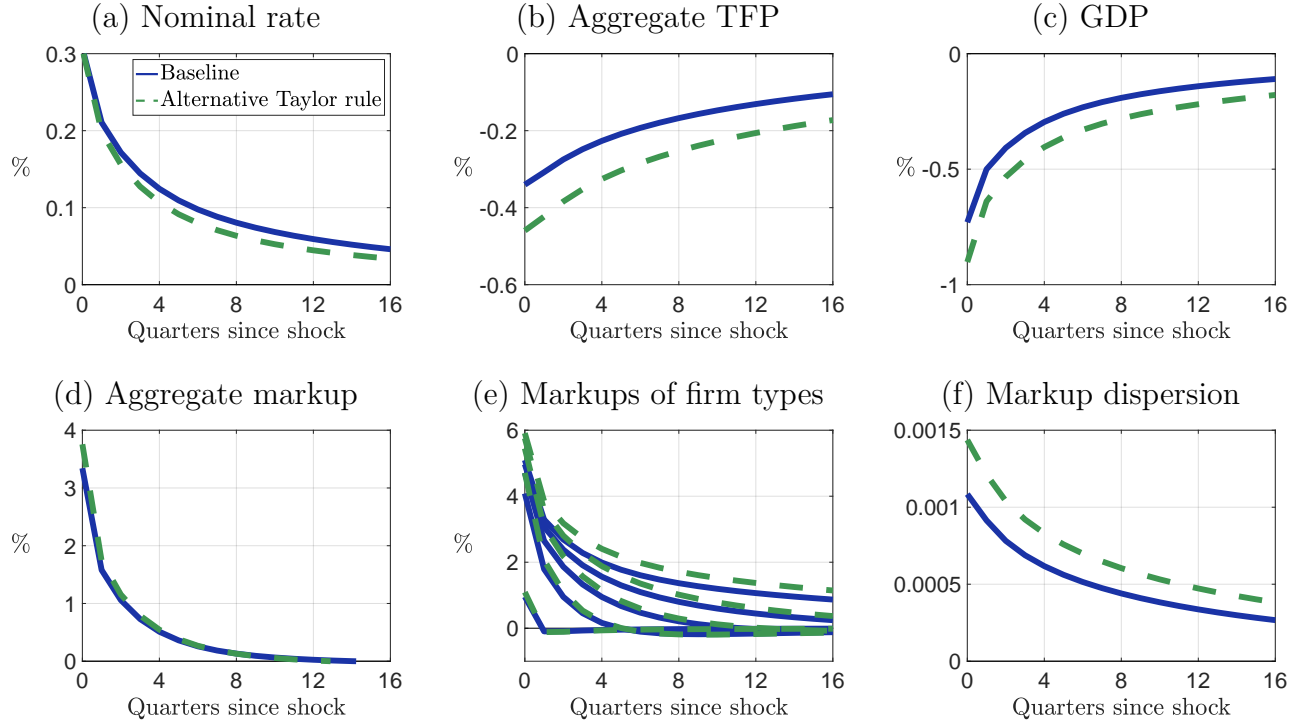 (a) Nominal rate
0.3
0.2
0.1
0
%
Baseline
Alternative Taylor rule
0 4 8 12 16
Quarters since shock
(b) Aggregate TFP
0
-0.2
-0.4
-0.6
%
0 4 8 12 16
Quarters since shock
(c) GDP
0
-0.5
-1
%
0 4 8 12 16
Quarters since shock
(d) Aggregate markup
4
3
2
1
0
%
0 4 8 12 16
Quarters since shock
(e) Markups of firm types
6
4
2
0
%
0 4 8 12 16
Quarters since shock
(f) Markup dispersion
0.0015
0.001
0.0005
0
0 4 8 12 16
Quarters since shock